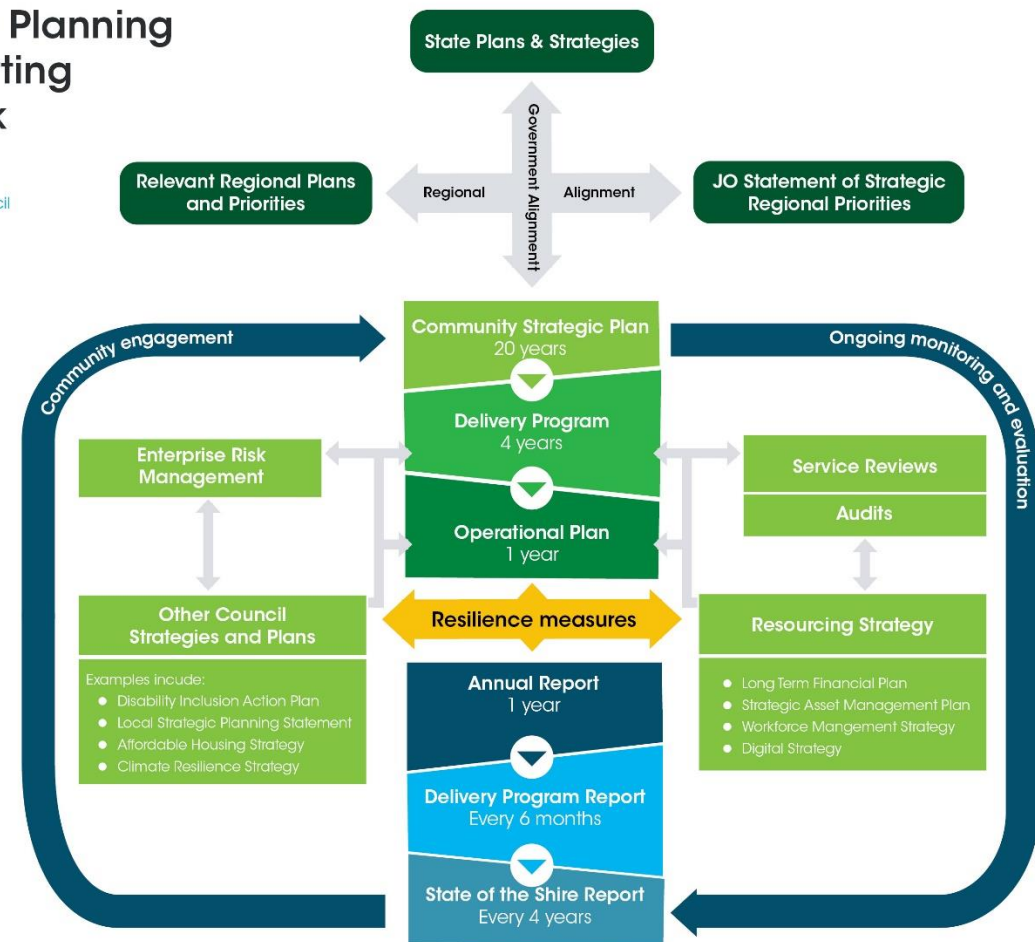 Planning
ting
k
cil
State Plans & Strategies
Government Alignmentt
Relevant Regional Plans
and Priorities
Regional
Alignment
JO Statement of Strategic
Regional Priorities
Community engagement
Ongoing monitoring and evaluation
Community Strategic Plan
20 years
Delivery Program
4 years
Operational Plan
1 year
Enterprise Risk
Management
Service Reviews
Audits
Other Council
Strategies and Plans
Examples include:
Disability Inclusion Action Plan
Local Strategic Planning Statement
Affordable Housing Strategy
Climate Resilience Strategy
Resilience measures
Resourcing Strategy
Long Term Financial Plan
Strategic Asset Management Plan
Workforce Mangement Strategy
Digital Strategy
Annual Report
1 year
Delivery Program Report
Every 6 months
State of the Shire Report
Every 4 years